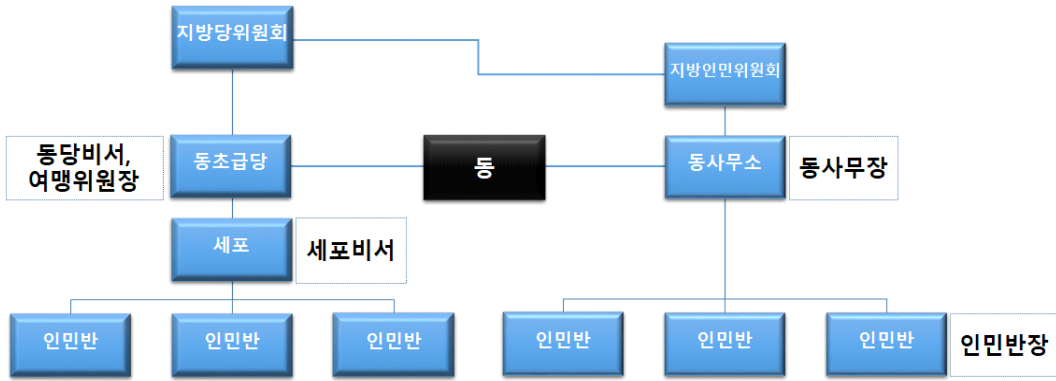 지방당위원회
지방인민위원회
동당비서,
여맹위원장
동초급당
동
동사무소
동사무장
세포
세포비서
인민반
인민반
인민반
인민반
인민반
인민반
인민반장